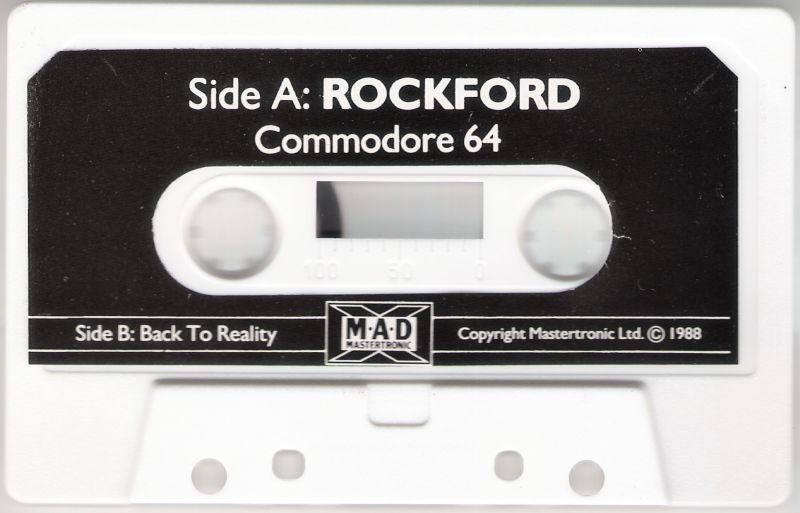 Side A: ROCKFORD
Commodore 64
100 50 0
Side B: Back To Reality
M·A·D
MASTERTRONIC
Copyright Mastertronic Ltd. © 1988